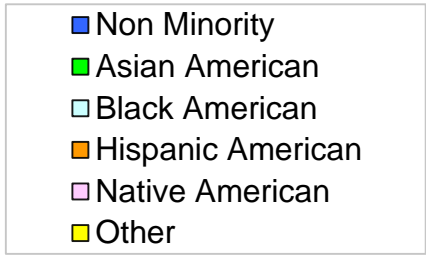 Non Minority
Asian American
Black American
Hispanic American
Native American
Other